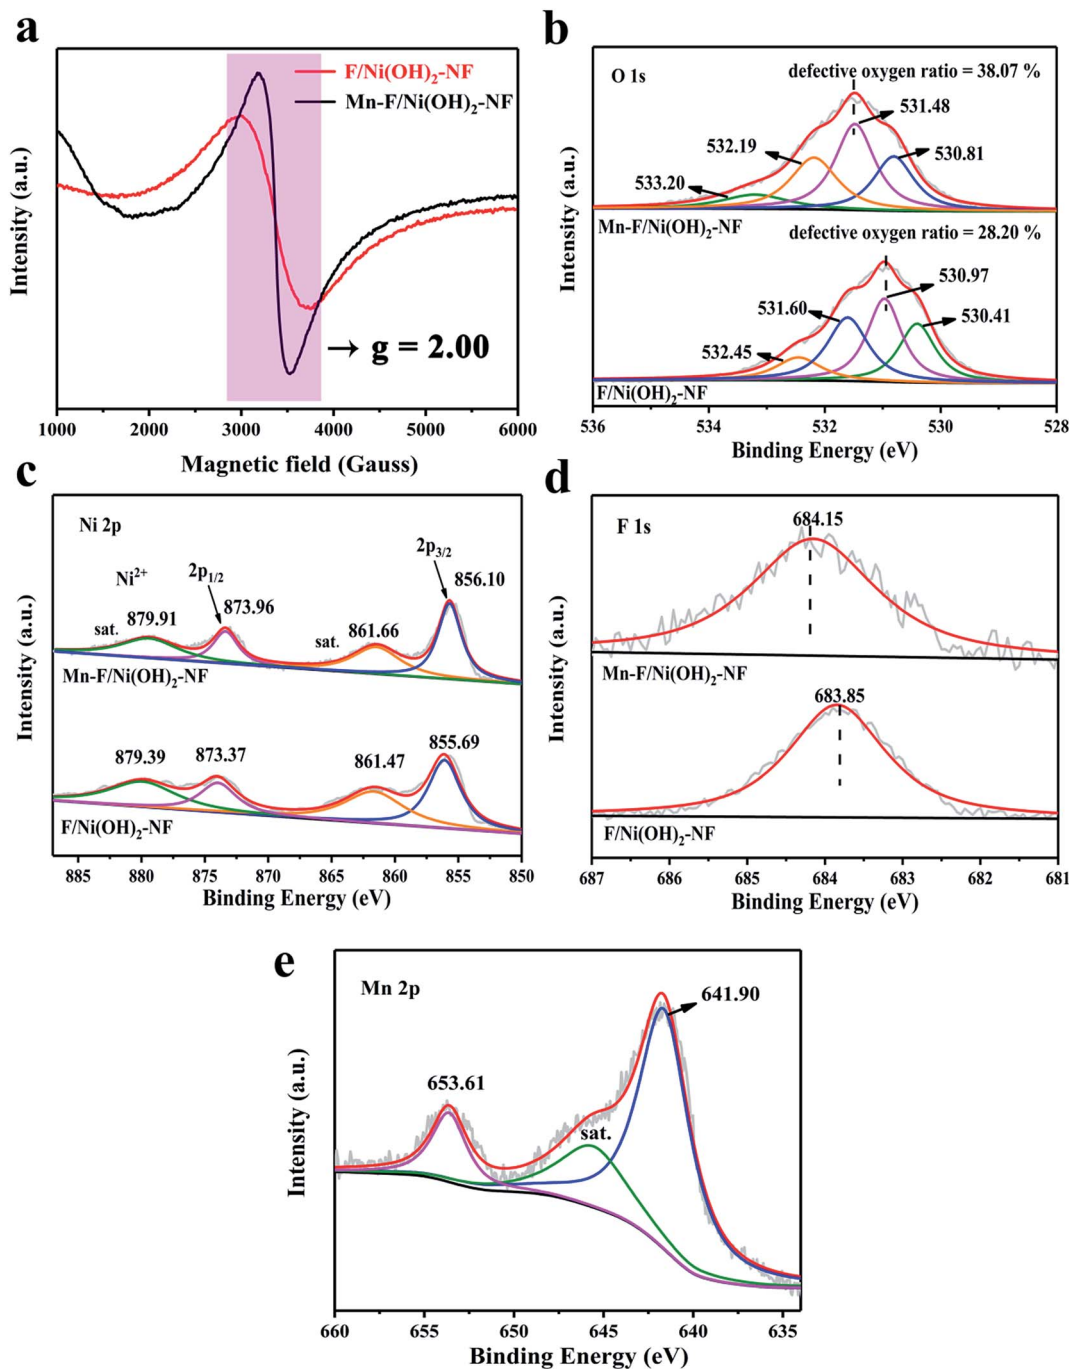 a
F/Ni(OH)₂-NF
Mn-F/Ni(OH)₂-NF
→ g = 2.00
Intensity (a.u.)
1000 2000 3000 4000 5000 6000
Magnetic field (Gauss)
b
O 1s
defective oxygen ratio = 38.07 %
531.48
532.19
530.81
533.20
Mn-F/Ni(OH)₂-NF
defective oxygen ratio = 28.20 %
530.97
531.60
530.41
532.45
F/Ni(OH)₂-NF
Intensity (a.u.)
536 534 532 530 528
Binding Energy (eV)
c
Ni 2p
2p3/2
Ni²⁺
2p1/2
856.10
879.91
873.96
sat.
sat.
861.66
Mn-F/Ni(OH)₂-NF
879.39
873.37
861.47
855.69
F/Ni(OH)₂-NF
Intensity (a.u.)
885 880 875 870 865 860 855 850
Binding Energy (eV)
d
F 1s
684.15
Mn-F/Ni(OH)₂-NF
683.85
F/Ni(OH)₂-NF
Intensity (a.u.)
687 686 685 684 683 682 681
Binding Energy (eV)
e
Mn 2p
641.90
653.61
sat.
Intensity (a.u.)
660 655 650 645 640 635
Binding Energy (eV)